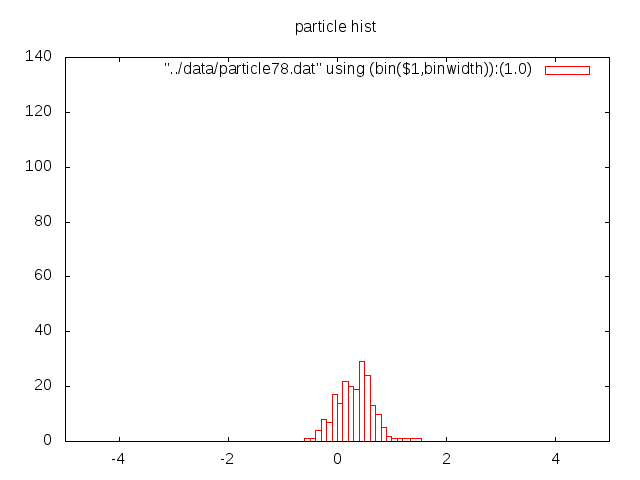 particle hist
"../data/particle78.dat" using (bin($1,binwidth)):(1.0)
140
120
100
80
60
40
20
0
-4 -2 0 2 4